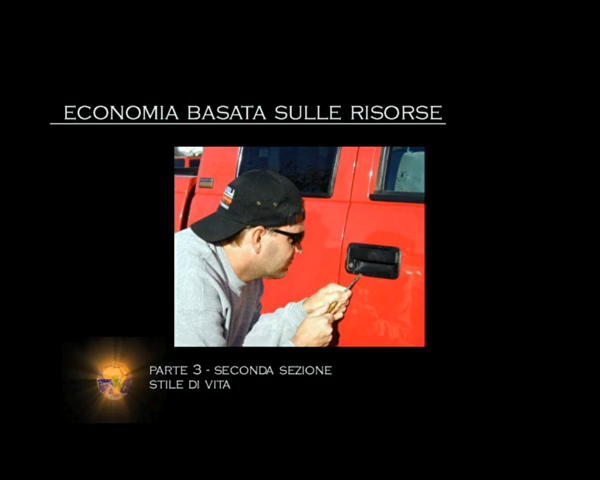 ECONOMIA BASATA SULLE RISORSE
PARTE 3 - SECONDA SEZIONE
STILE DI VITA